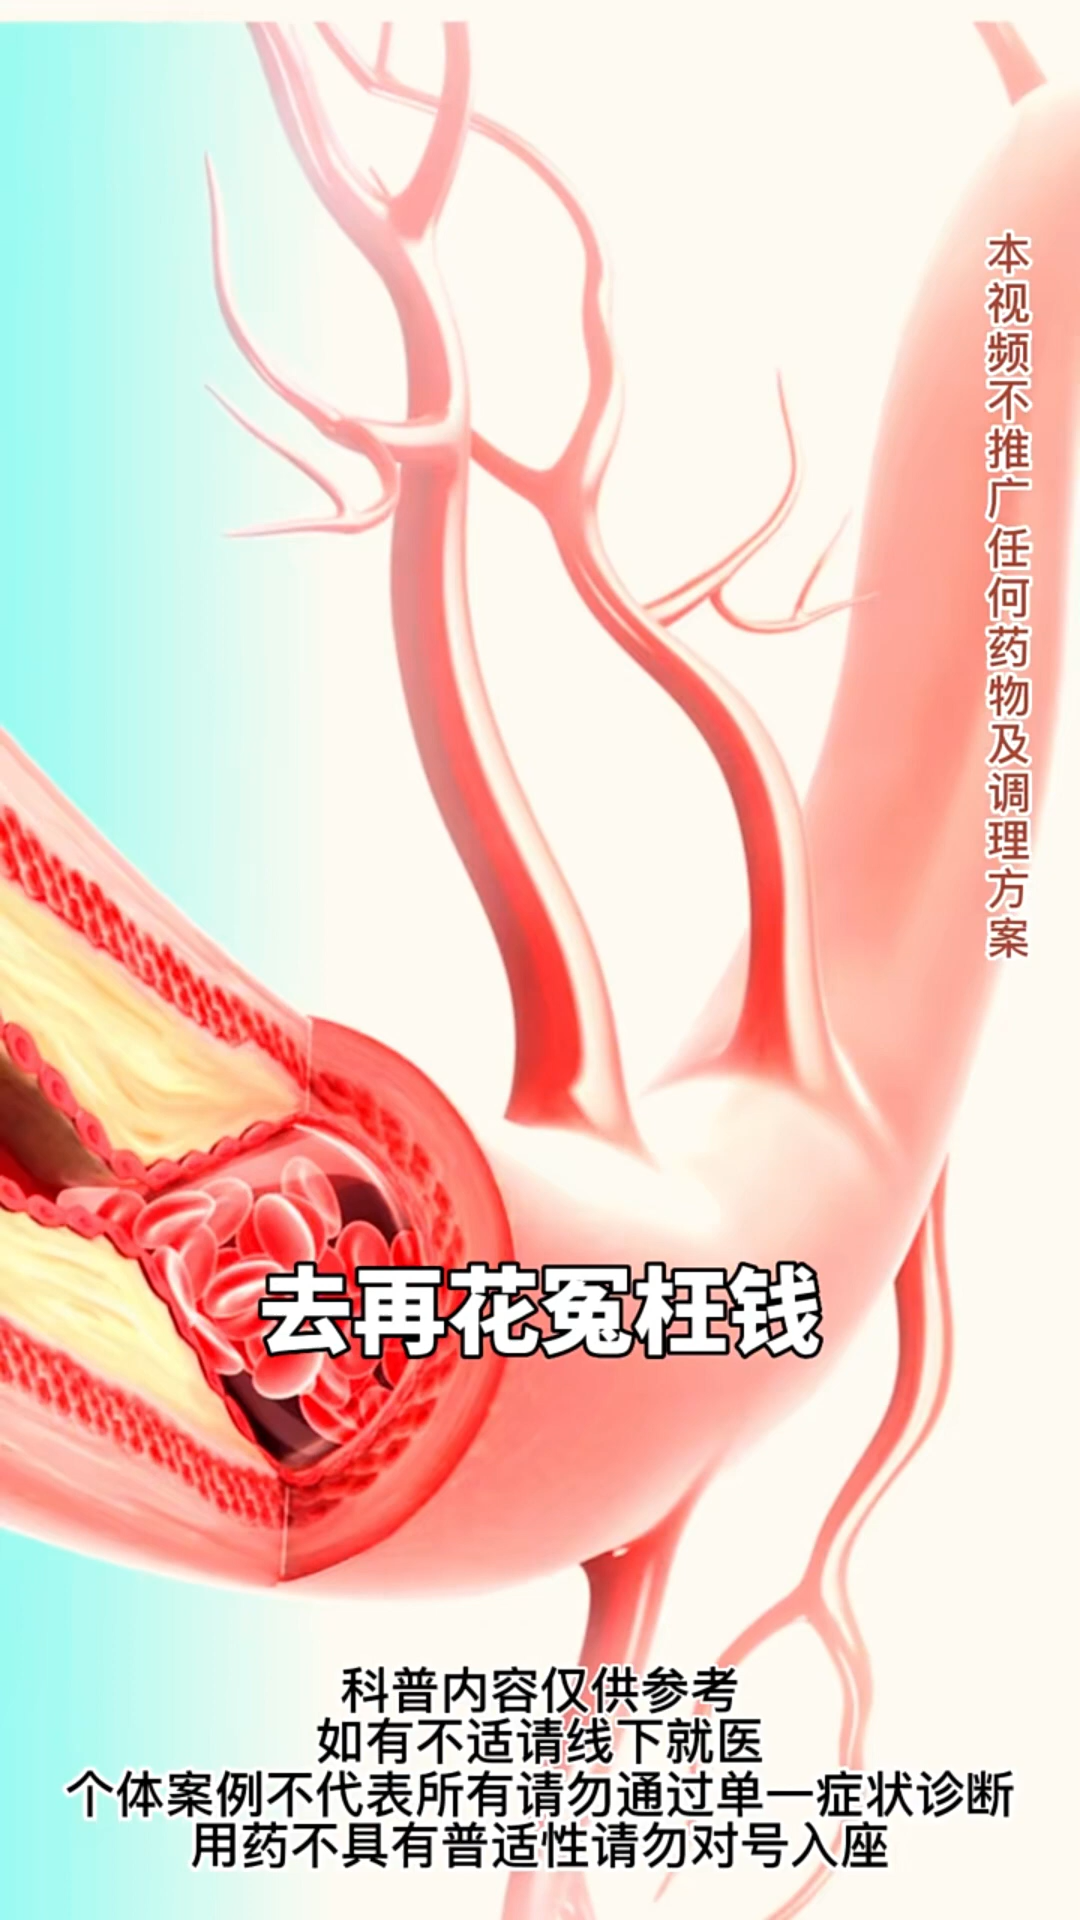 本视频不推广任何药物及调理方案
去再花冤枉钱
科普内容仅供参考
如有不适请线下就医
个体案例不代表所有请勿通过单一症状诊断
用药不具有普适性请勿对号入座